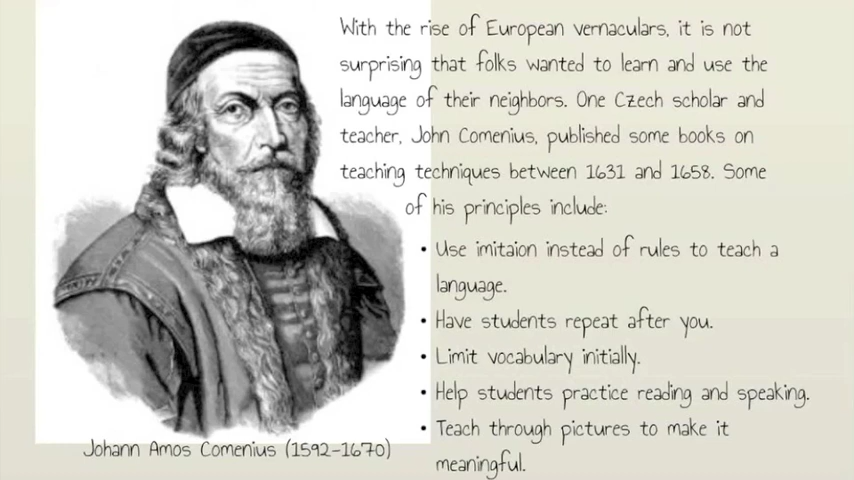 With the rise of European vernaculars, it is not
surprising that folks wanted to learn and use the
language of their neighbors. One Czech scholar and
teacher, John Comenius, published some books on
teaching techniques between 1631 and 1658. Some
of his principles include:
• Use imitaion instead of rules to teach a
language.
• Have students repeat after you.
• Limit vocabulary initially.
• Help students practice reading and speaking.
• Teach through pictures to make it
meaningful.
Johann Amos Comenius (1592-1670)